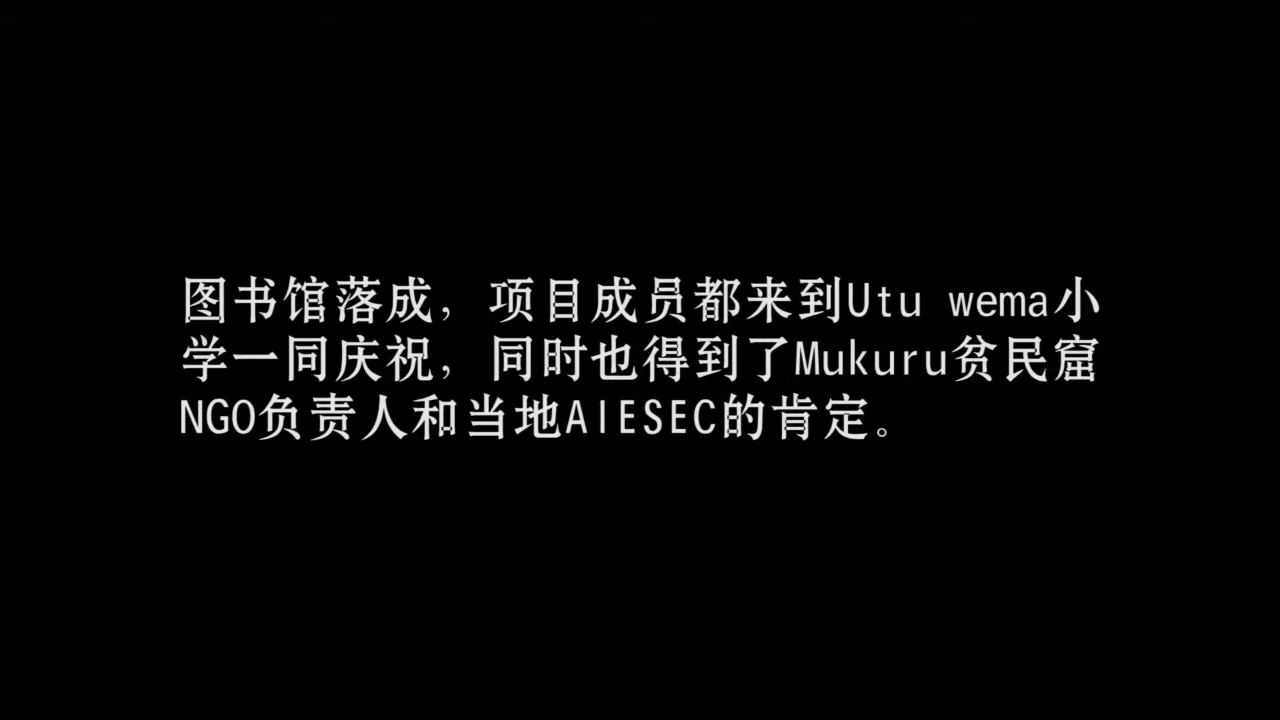 图书馆落成，项目成员都来到Utu wema小
学一同庆祝，同时也得到了Mukuru贫民窟
NGO负责人和当地AIESEC的肯定。